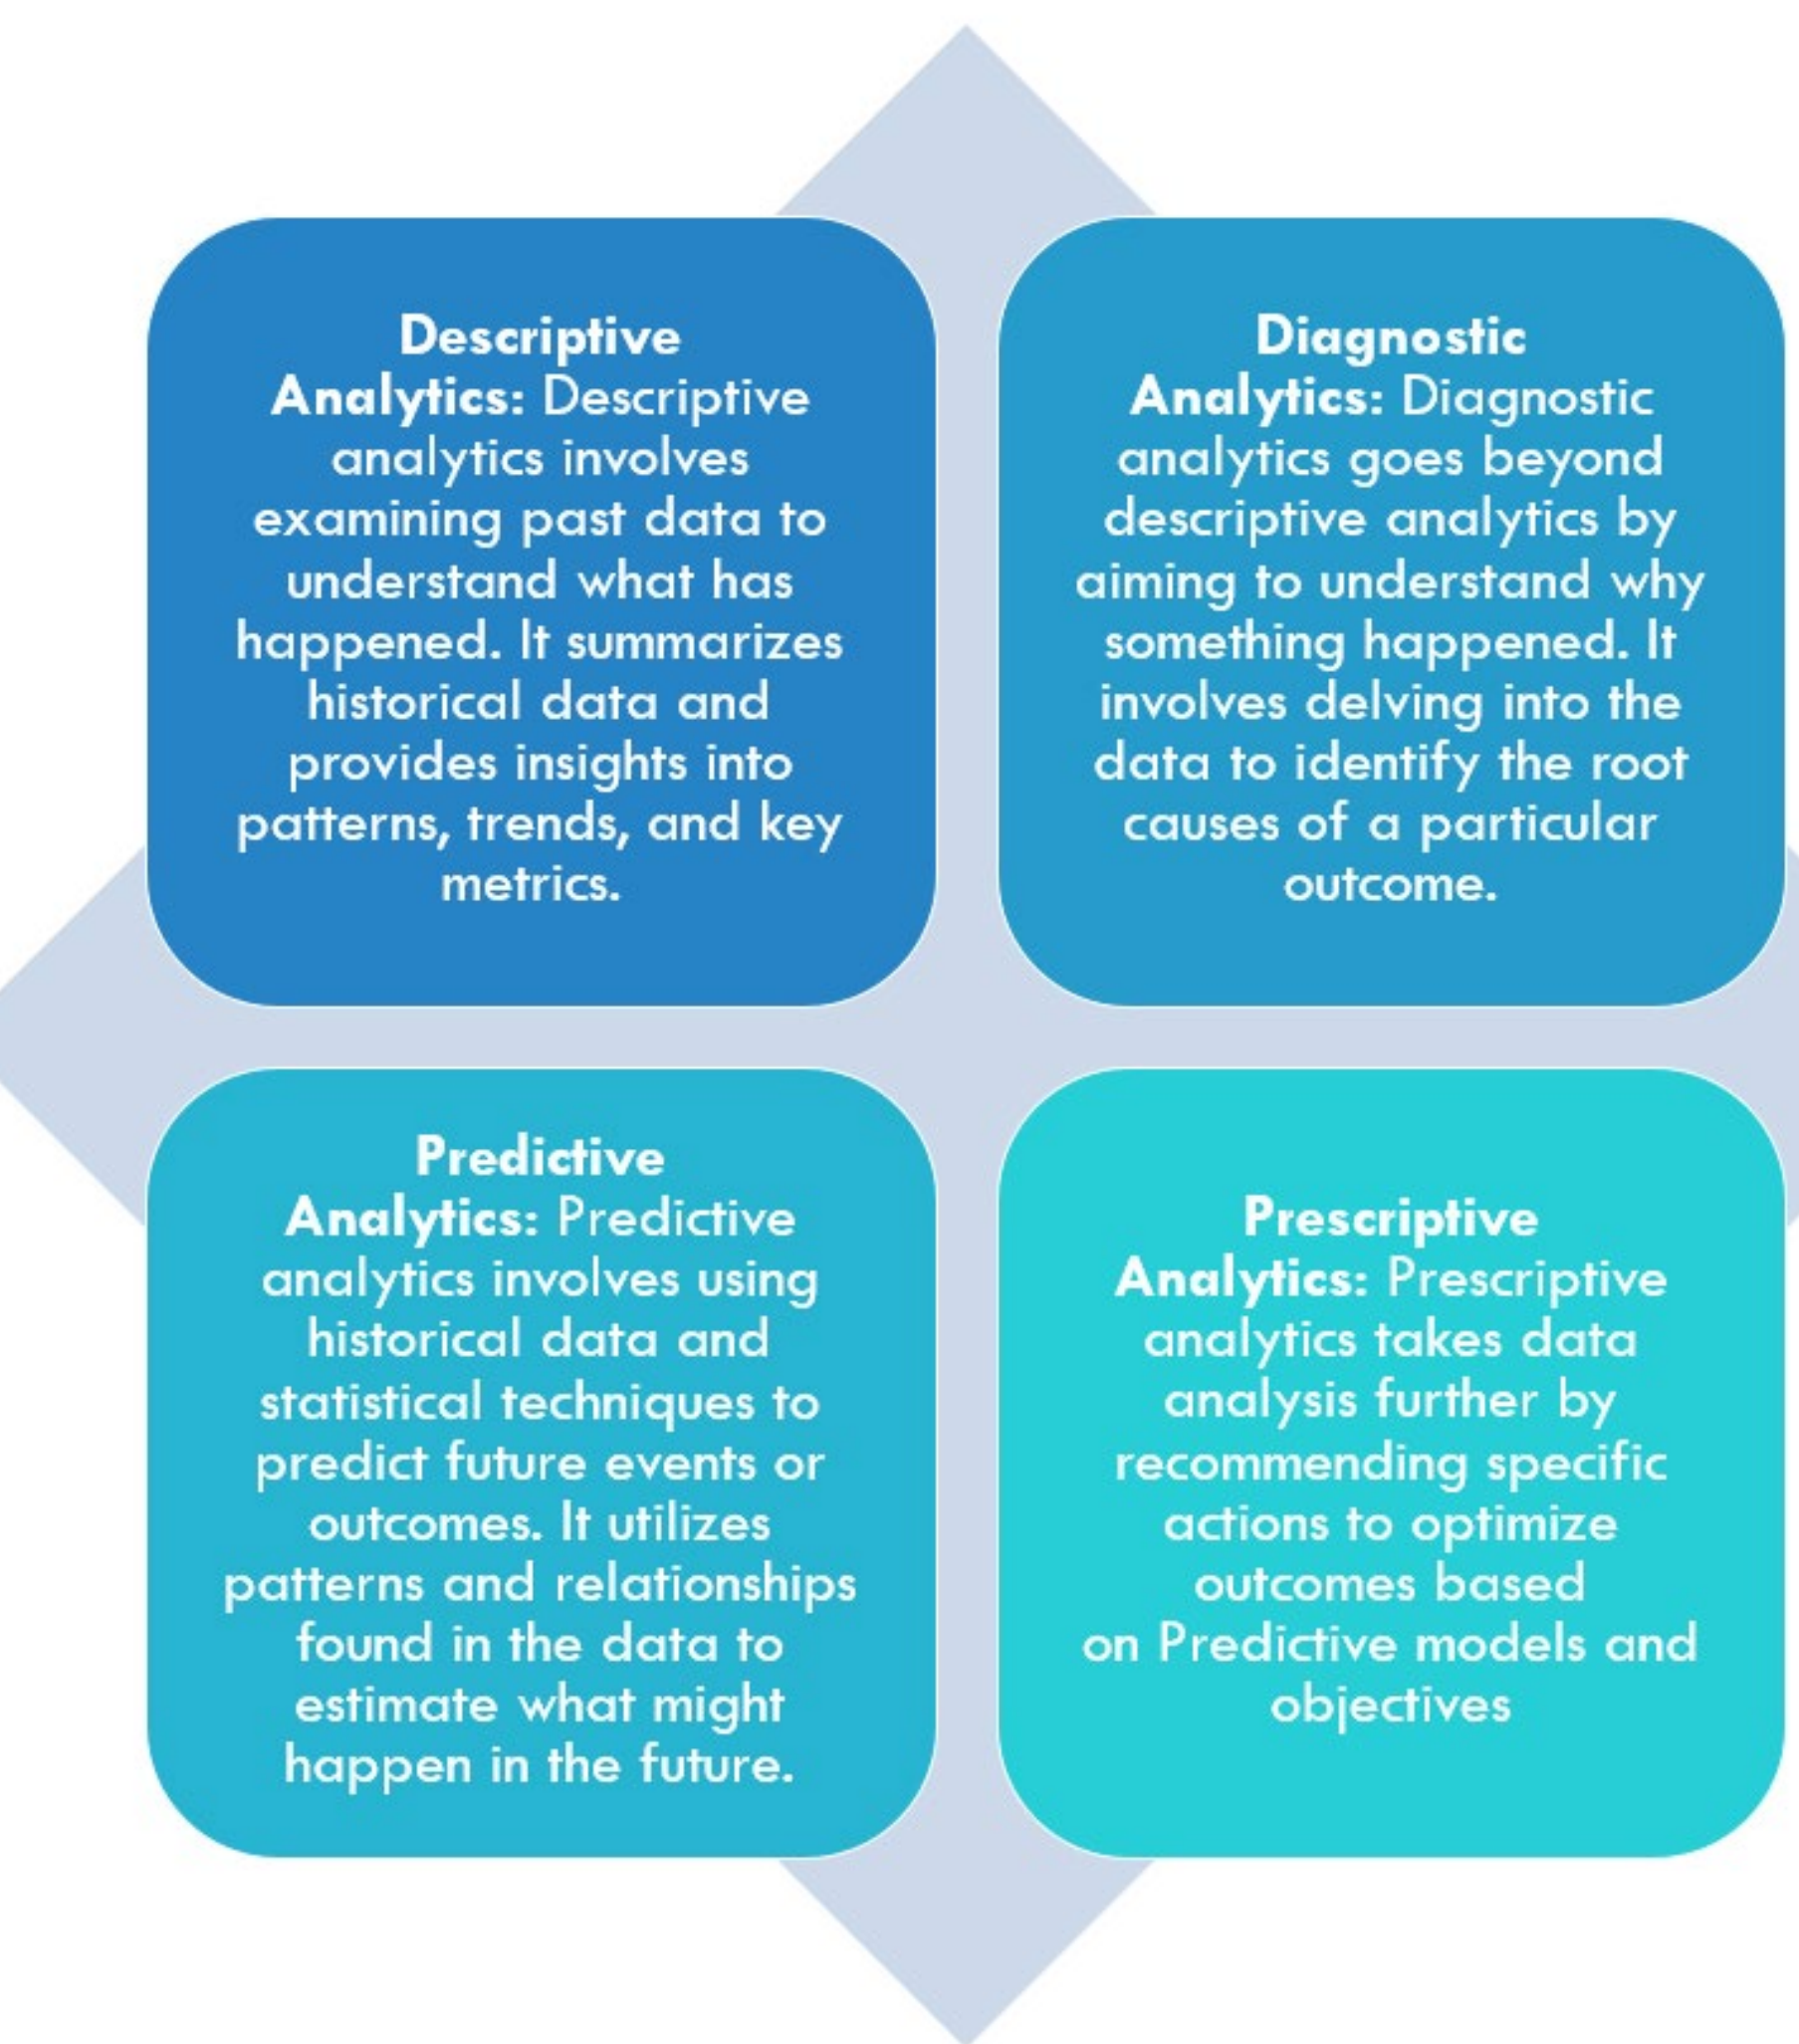 Descriptive
Analytics: Descriptive
analytics involves
examining past data to
understand what has
happened. It summarizes
historical data and
provides insights into
patterns, trends, and key
metrics.
Diagnostic
Analytics: Diagnostic
analytics goes beyond
descriptive analytics by
aiming to understand why
something happened. It
involves delving into the
data to identify the root
causes of a particular
outcome.
Predictive
Analytics: Predictive
analytics involves using
historical data and
statistical techniques to
predict future events or
outcomes. It utilizes
patterns and relationships
found in the data to
estimate what might
happen in the future.
Prescriptive
Analytics: Prescriptive
analytics takes data
analysis further by
recommending specific
actions to optimize
outcomes based
on Predictive models and
objectives